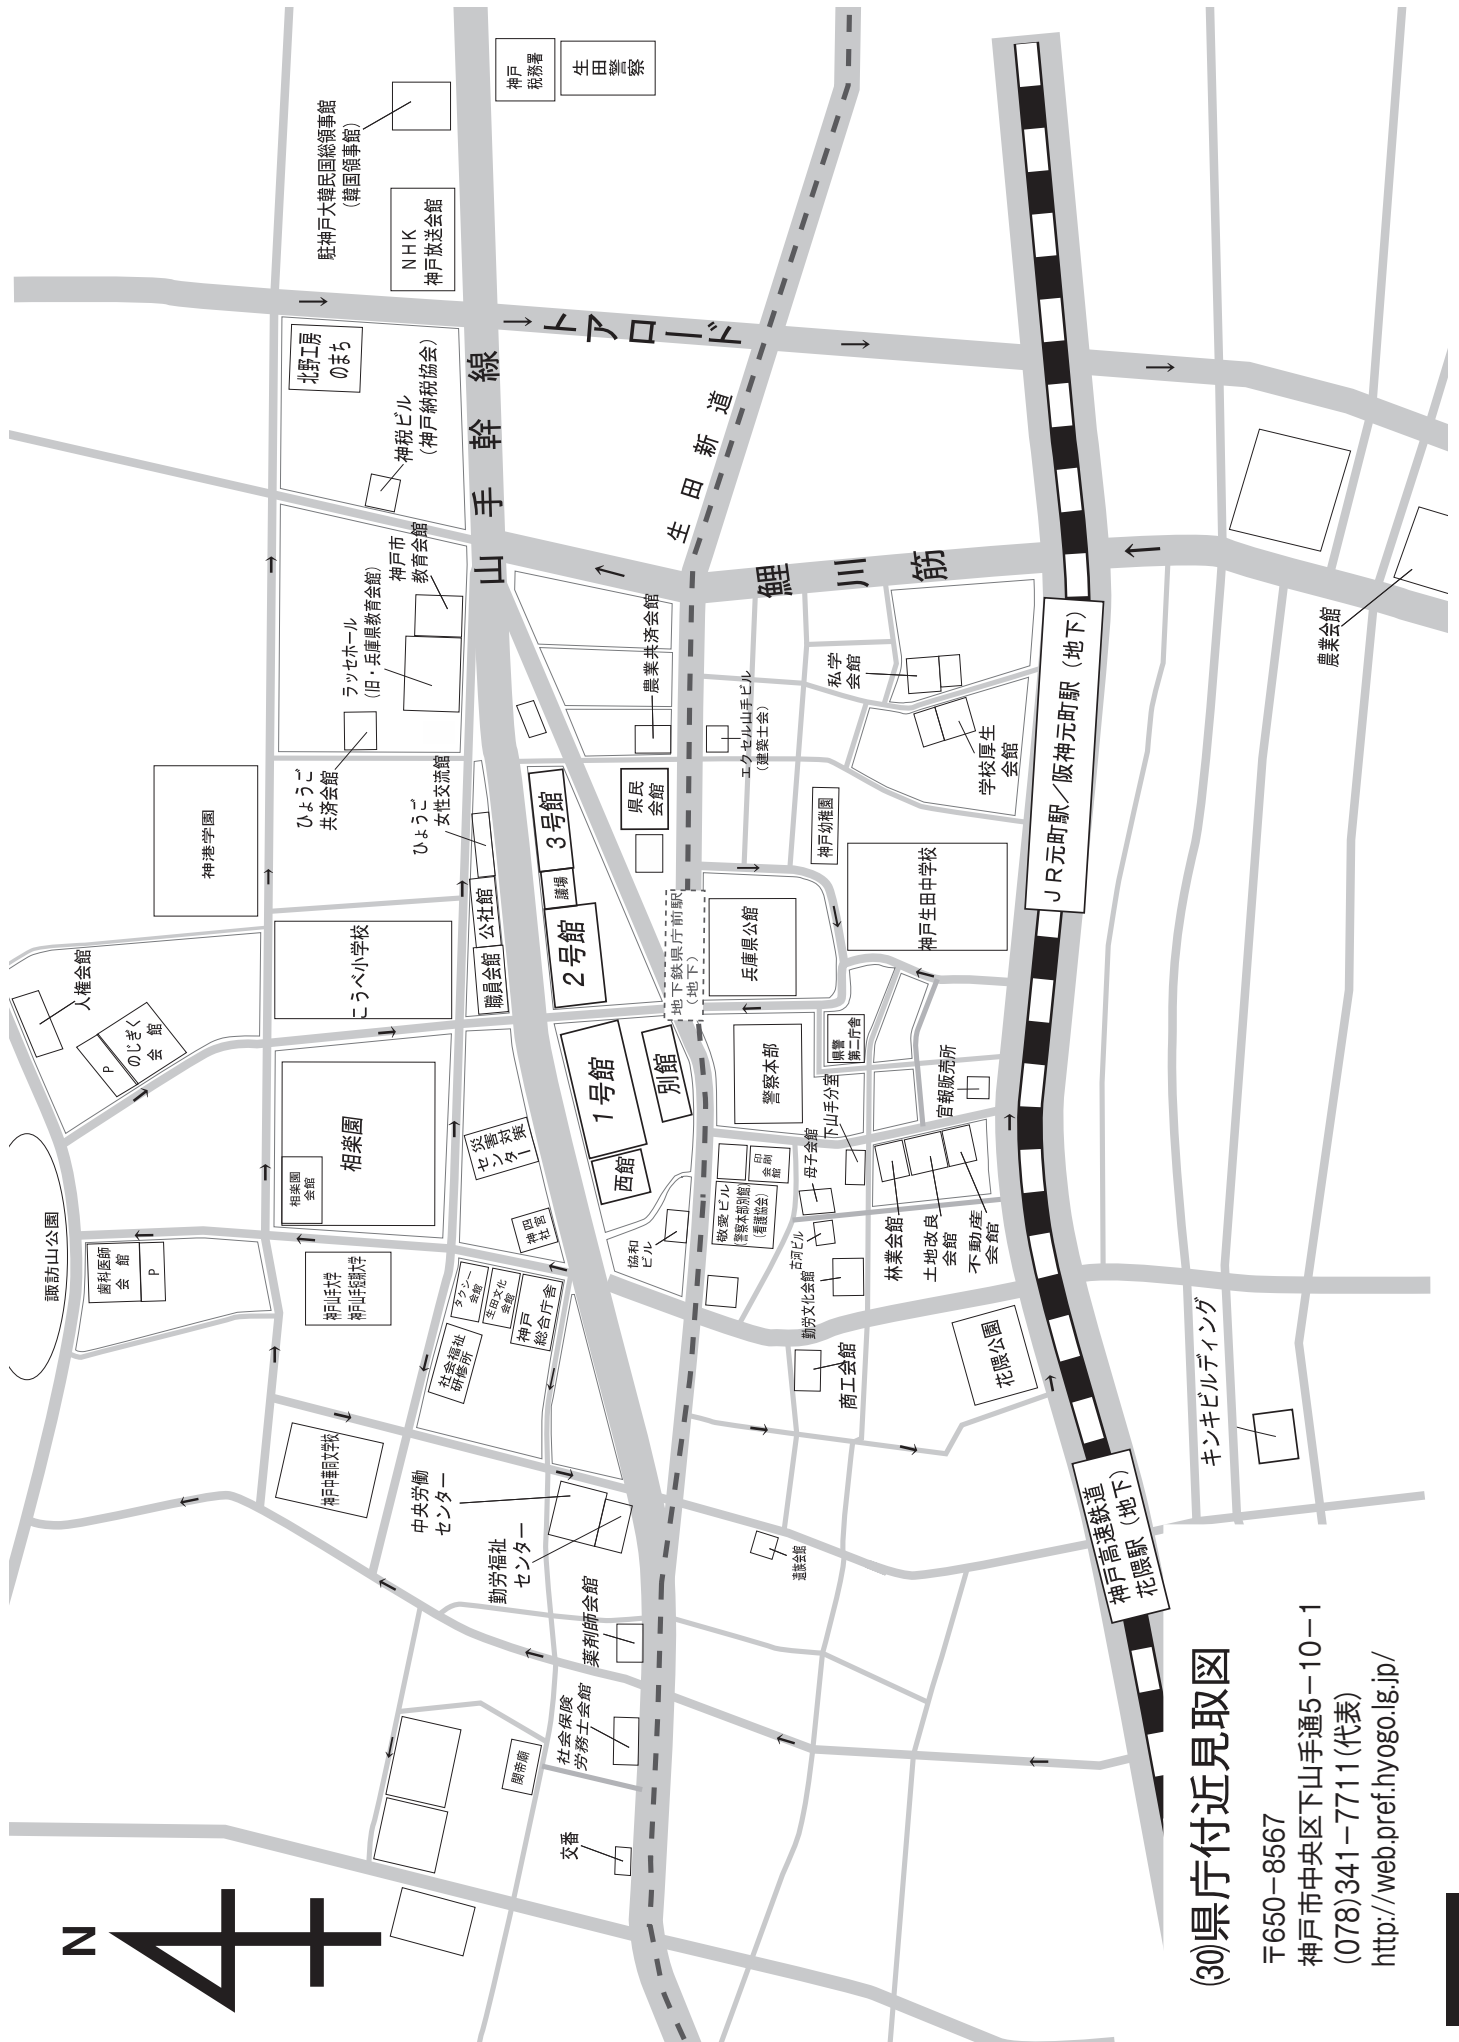 N
諏訪山公園
歯科医師
会館
P
P
のじぎく
会館
人権会館
神港学園
相楽園
相楽園
会館
こうべ小学校
神戸山手大学
神戸山手短期大学
神戸中華同文学校
ひょうご
共済会館
ラッセホール
(旧・兵庫県教育会館)
神戸市
教育会館
神税ビル
(神戸納税協会)
北野工房
のまち
駐神戸大韓民国総領事館
(韓国領事館)
NHK
神戸放送会館
神戸
税務署
生田警察
トアロード
山手幹線
生田新道
鯉川筋
ひょうご
女性交流館
公社館
職員会館
3号館
議場
2号館
1号館
別館
西館
県民
会館
農業共済会館
エクセル山手ビル
(建築士会)
地下鉄県庁前駅
(地下)
兵庫県公館
神戸幼稚園
神戸生田中学校
私学
会館
学校厚生
会館
JR元町駅/阪神元町駅(地下)
農業会館
災害対策
センター
四宮
神社
タクシー
会館
生田文化
会館
神戸
総合庁舎
社会福祉
研修所
中央労働
センター
勤労福祉
センター
薬剤師会館
社会保険
労務士会館
関帝廟
交番
協和
ビル
敬愛ビル
(警察本部別館)
(看護協会)
印刷
会館
警察本部
県警
第二庁舎
下山手分室
母子会館
古河ビル
勤労文化会館
商工会館
官報販売所
林業会館
土地改良
会館
不動産
会館
花隈公園
遺族会館
キンキビルディング
神戸高速鉄道
花隈駅(地下)
(30)県庁付近見取図
〒650−8567
神戸市中央区下山手通5−10−1
(078)341−7711(代表)
http://web.pref.hyogo.lg.jp/